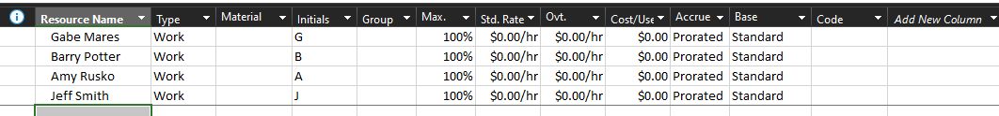 Resource Name Type Material Initials Group Max. Std. Rate Ovt. Cost/Use Accrue Base Code Add New Column
Gabe Mares Work G 100% $0.00/hr $0.00/hr $0.00 Prorated Standard
Barry Potter Work B 100% $0.00/hr $0.00/hr $0.00 Prorated Standard
Amy Rusko Work A 100% $0.00/hr $0.00/hr $0.00 Prorated Standard
Jeff Smith Work J 100% $0.00/hr $0.00/hr $0.00 Prorated Standard